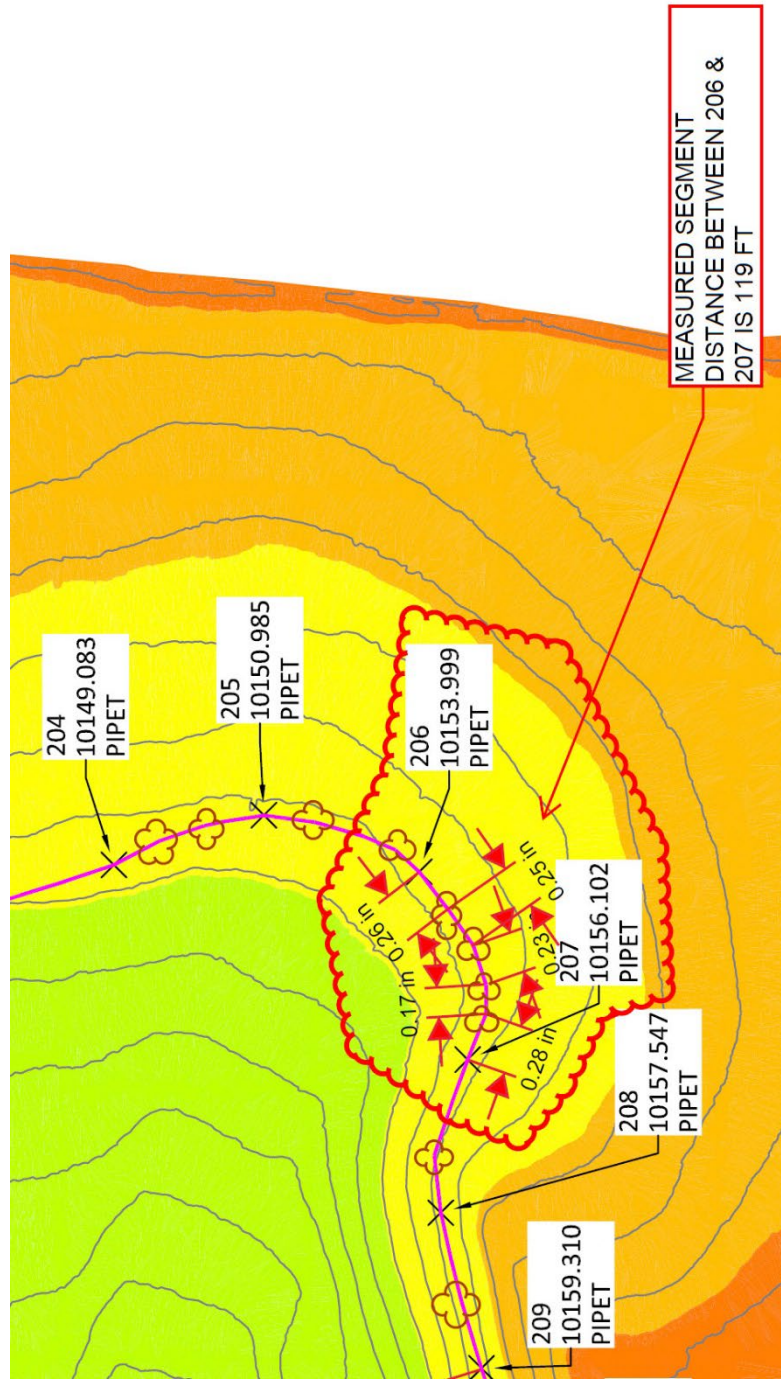 204
10149.083
PIPET
205
10150.985
PIPET
206
10153.999
PIPET
0.26 in
0.25 in
0.17 in
0.23
207
10156.102
PIPET
0.28 in
208
10157.547
PIPET
209
10159.310
PIPET
MEASURED SEGMENT
DISTANCE BETWEEN 206 &
207 IS 119 FT